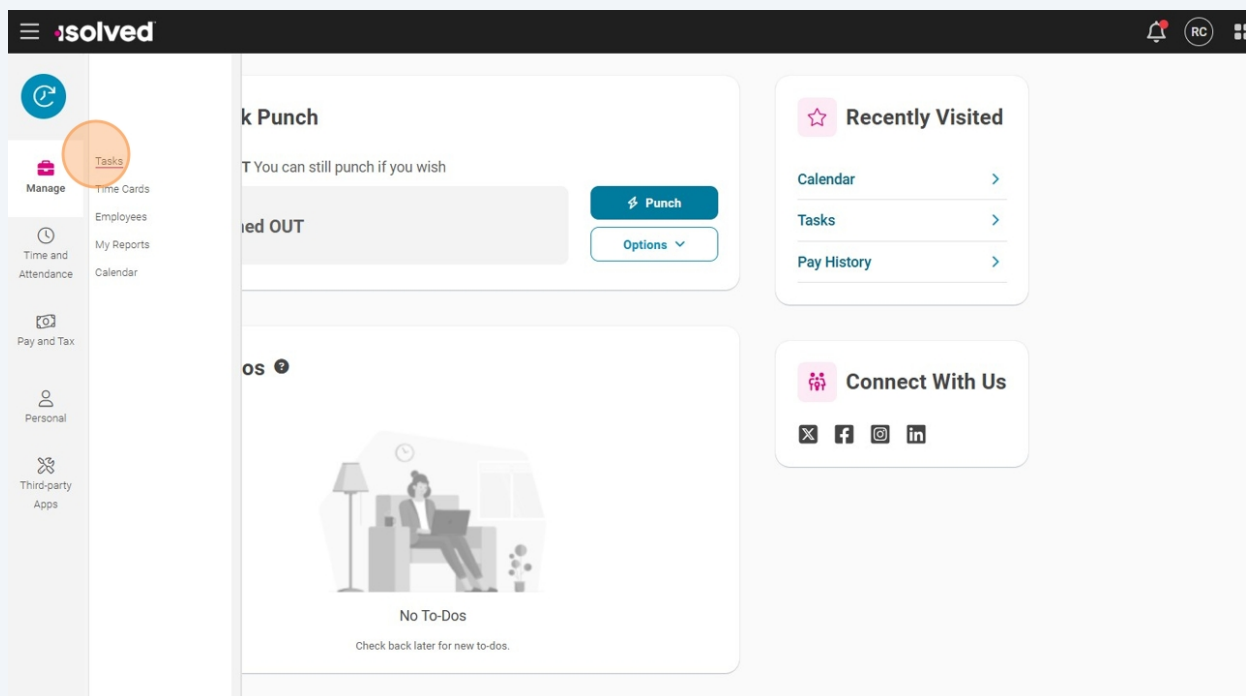 isolved
RC
Manage
Time and
Attendance
Pay and Tax
Personal
Third-party
Apps
Tasks
Time Cards
Employees
My Reports
Calendar
k Punch
T You can still punch if you wish
ned OUT
Punch
Options
os ?
No To-Dos
Check back later for new to-dos.
Recently Visited
Calendar
Tasks
Pay History
Connect With Us